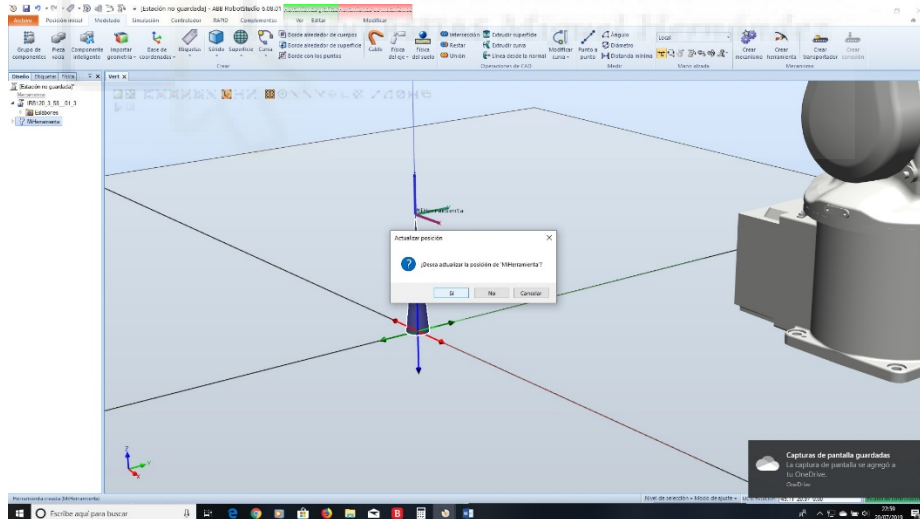 [Estación no guardada] - ABB RobotStudio 6.08.01
Archivo Posición inicial Modelado Simulación Controlador RAPID Complementos Ver Editar Modificar
Grupo de componentes
Pieza vacía
Componente inteligente
Importar geometría
Base de coordenadas
Etiquetas
Sólido
Superficie
Curva
Borde alrededor de cuerpos
Borde alrededor de superficie
Borde con los puntos
Cable
Física del eje
Física del suelo
Intersección
Restar
Unión
Extrudir superficie
Extrudir curva
Línea desde la normal
Modificar curva
Punto a punto
Ángulo
Diámetro
Distancia mínima
Local
Crear mecanismo
Crear herramienta
Crear transportador
Crear conexión
Crear
Operaciones de CAD
Medir
Mano alzada
Mecanismo
Diseño Etiquetas Física
Vert X
[Estación no guardada]*
Mecanismos
IRB120_3_58__01_3
Eslabones
MiHerramienta
MiHerramienta
Actualizar posición
¿Desea actualizar la posición de 'MiHerramienta'?
Sí No Cancelar
Z
Y
X
Capturas de pantalla guardadas
La captura de pantalla se agregó a
tu OneDrive.
OneDrive
Herramienta creada (MiHerramienta)
Nivel de selección Modo de ajuste
Escribe aquí para buscar
22:59
20/07/2019